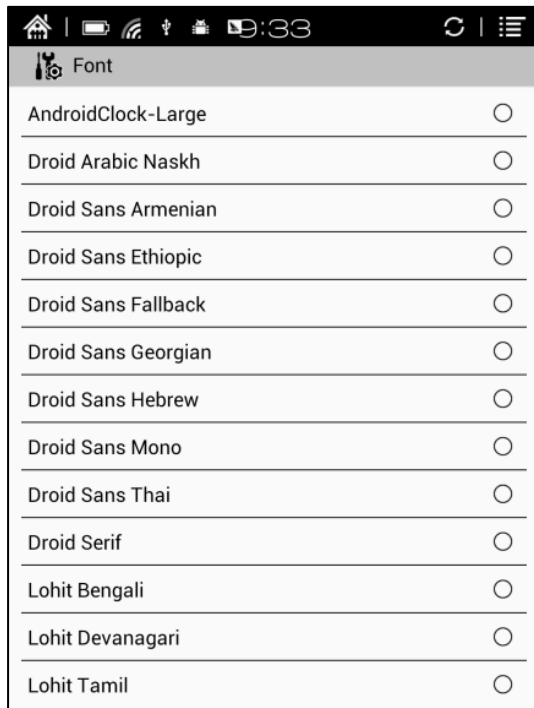 9:33
Font
AndroidClock-Large
Droid Arabic Naskh
Droid Sans Armenian
Droid Sans Ethiopic
Droid Sans Fallback
Droid Sans Georgian
Droid Sans Hebrew
Droid Sans Mono
Droid Sans Thai
Droid Serif
Lohit Bengali
Lohit Devanagari
Lohit Tamil